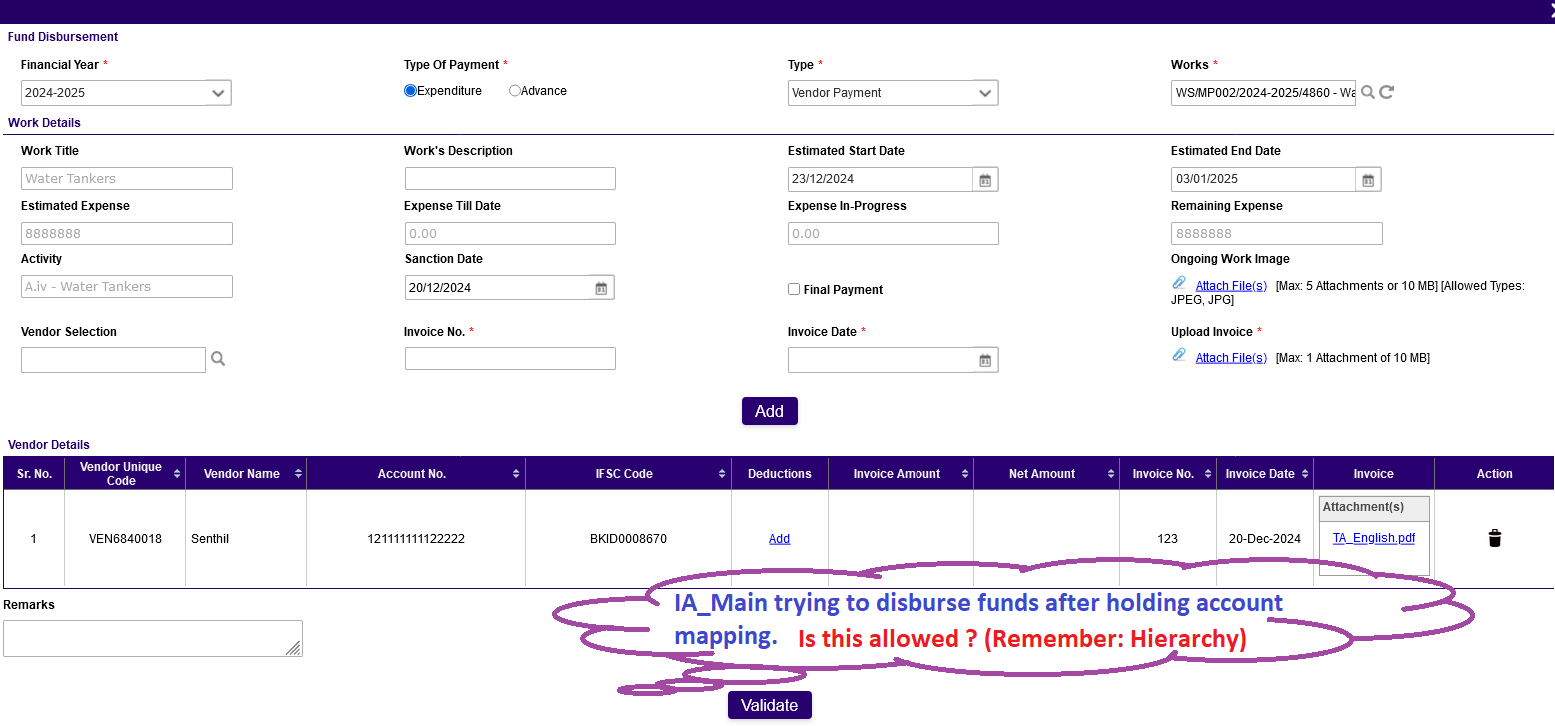 Fund Disbursement
Financial Year * Type Of Payment * Type * Works *
2024-2025 Expenditure Advance Vendor Payment WS/MP002/2024-2025/4860 - Wa
Work Details
Work Title Work's Description Estimated Start Date Estimated End Date
Water Tankers 23/12/2024 03/01/2025
Estimated Expense Expense Till Date Expense In-Progress Remaining Expense
8888888 0.00 0.00 8888888
Activity Sanction Date Ongoing Work Image
A.iv - Water Tankers 20/12/2024 Final Payment Attach File(s) [Max: 5 Attachments or 10 MB] [Allowed Types:
JPEG, JPG]
Vendor Selection Invoice No. * Invoice Date * Upload Invoice *
Attach File(s) [Max: 1 Attachment of 10 MB]
Add
Vendor Details
Sr. No. Vendor Unique Code Vendor Name Account No. IFSC Code Deductions Invoice Amount Net Amount Invoice No. Invoice Date Invoice Action
Attachment(s)
1 VEN6840018 Senthil 121111111122222 BKID0008670 Add 123 20-Dec-2024 TA_English.pdf
Remarks
IA_Main trying to disburse funds after holding account
mapping. Is this allowed ? (Remember: Hierarchy)
Validate